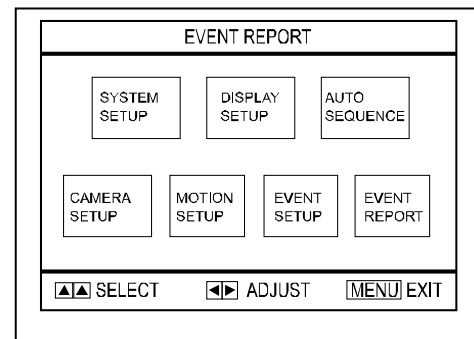 EVENT REPORT
SYSTEM SETUP
DISPLAY SETUP
AUTO SEQUENCE
CAMERA SETUP
MOTION SETUP
EVENT SETUP
EVENT REPORT
▲▲ SELECT ◀▶ ADJUST MENU EXIT